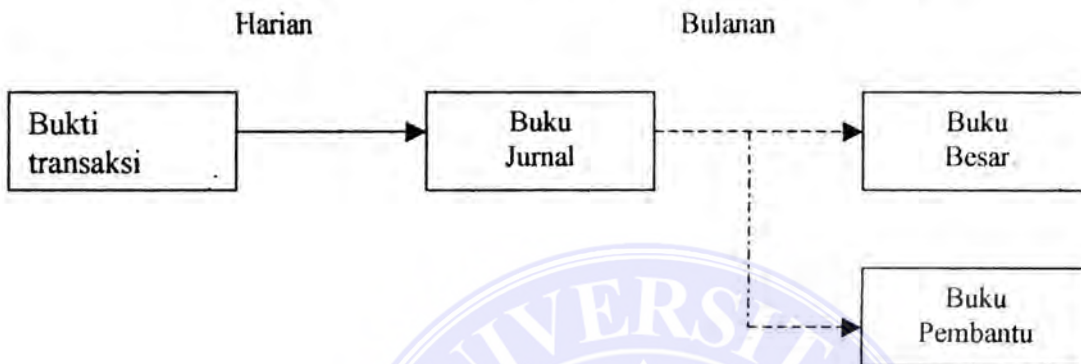 Harian
Bulanan
Bukti
transaksi
Buku
Jurnal
Buku
Besar
Buku
Pembantu